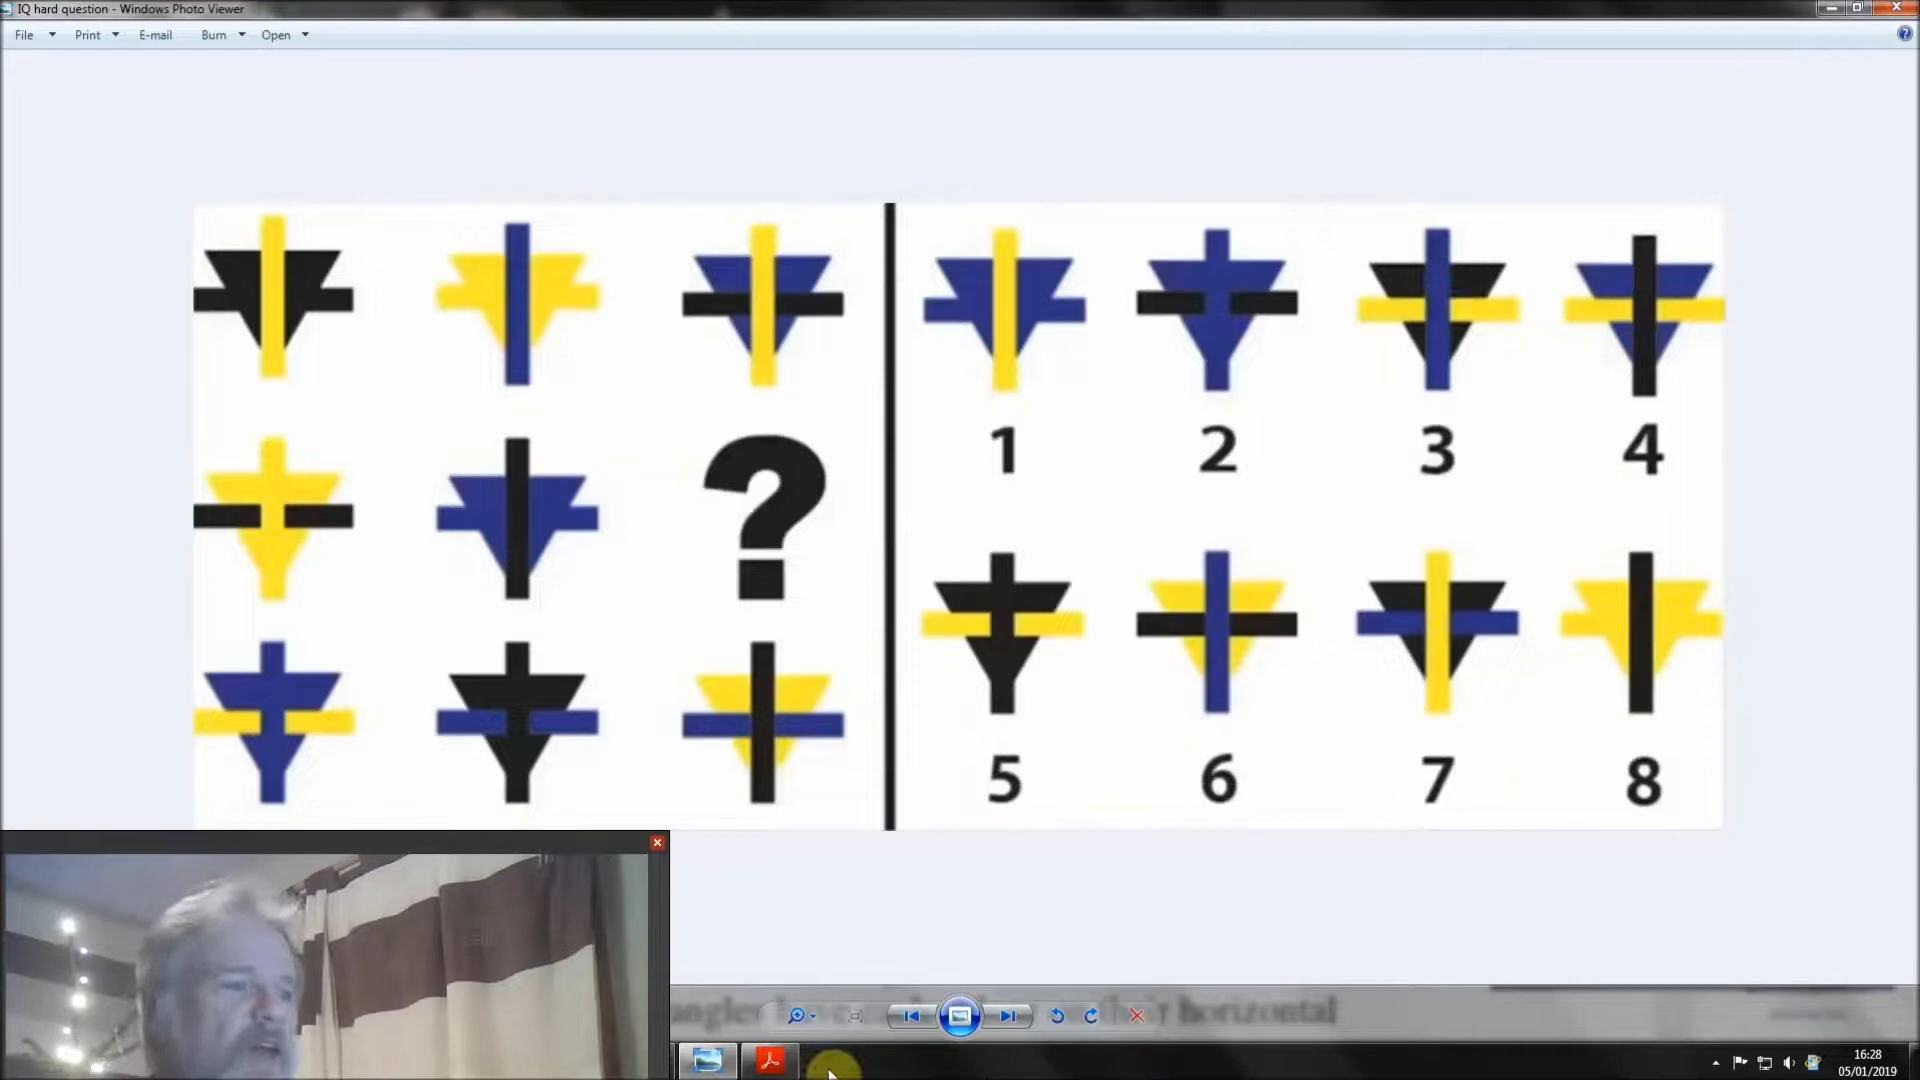 IQ hard question - Windows Photo Viewer
File Print E-mail Burn Open
?
1 2 3 4
5 6 7 8
their horizontal
16:28
05/01/2019